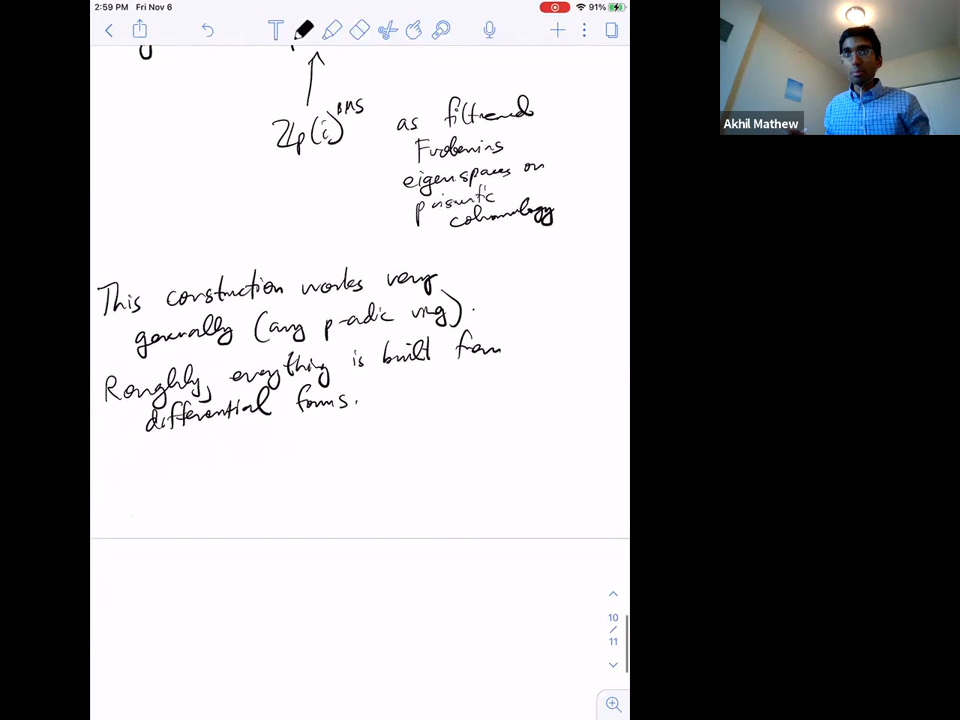 2:59 PM Fri Nov 6
91%
Akhil Mathew
Zp(i)^BMS
as filtered
Frobenius
eigenspaces on
prismatic
cohomology
This construction works very
generally (any p-adic ring).
Roughly, everything is built from
differential forms.
10
/
11